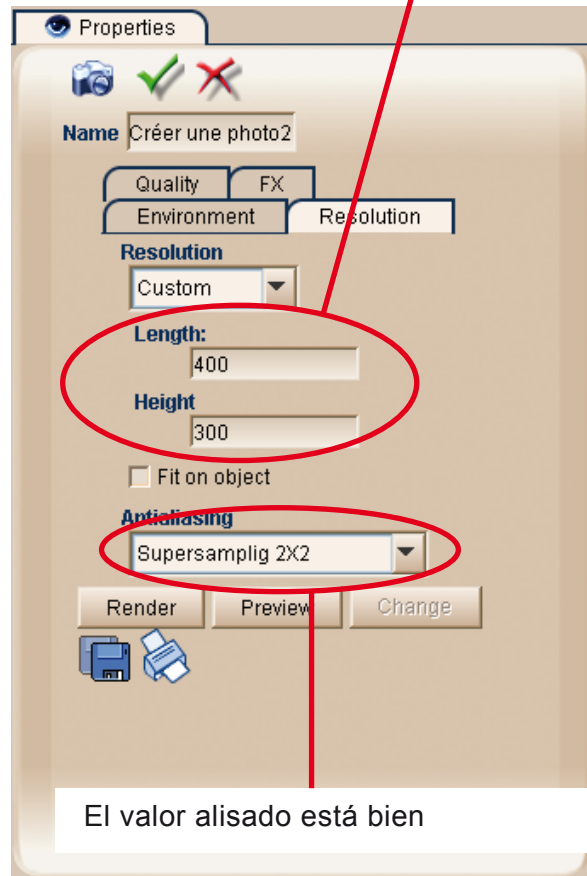 Properties
Name Créer une photo2
Quality FX
Environment Resolution
Resolution
Custom
Length:
400
Height
300
Fit on object
Antialiasing
Supersamplig 2X2
Render Preview Change
El valor alisado está bien